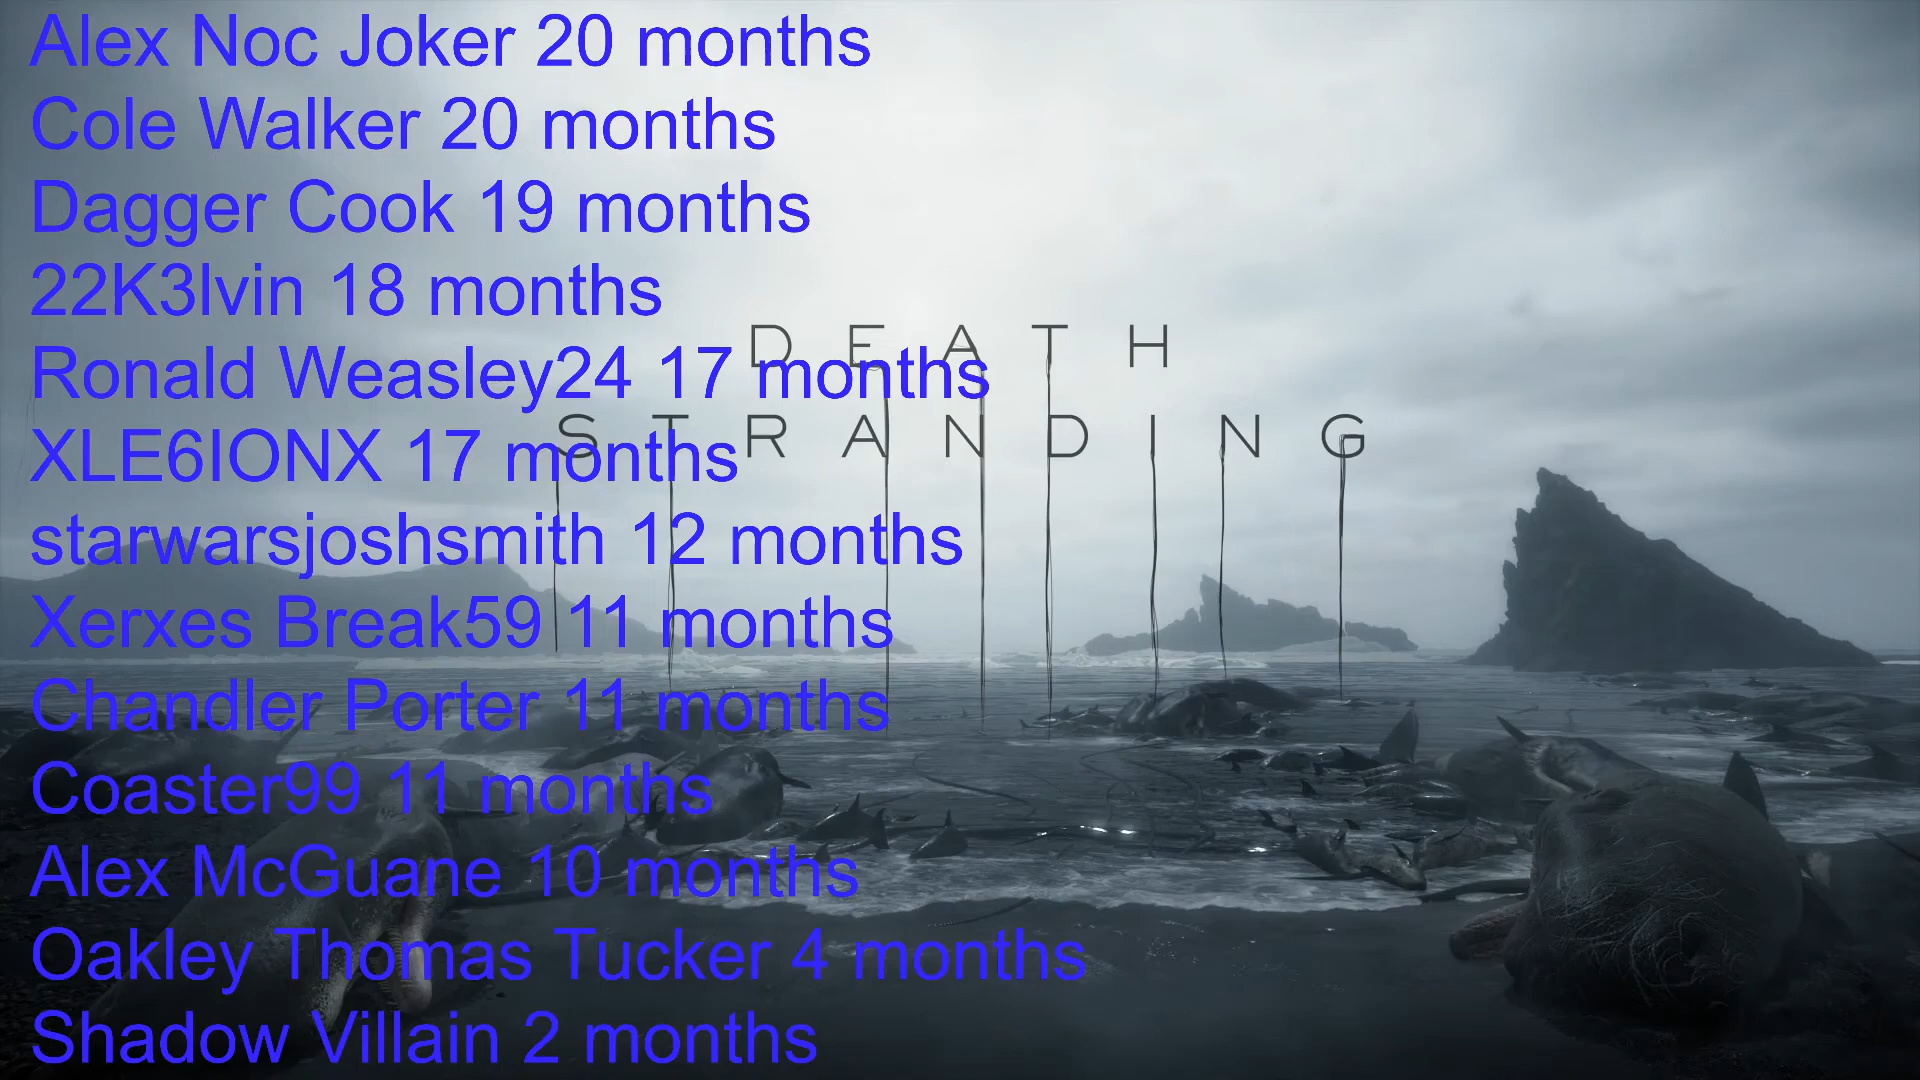 Alex Noc Joker 20 months
Cole Walker 20 months
Dagger Cook 19 months
22K3lvin 18 months
DEATH
Ronald Weasley24 17 months
STRANDING
XLE6IONX 17 months
starwarsjoshsmith 12 months
Xerxes Break59 11 months
Chandler Porter 11 months
Coaster99 11 months
Alex McGuane 10 months
Oakley Thomas Tucker 4 months
Shadow Villain 2 months